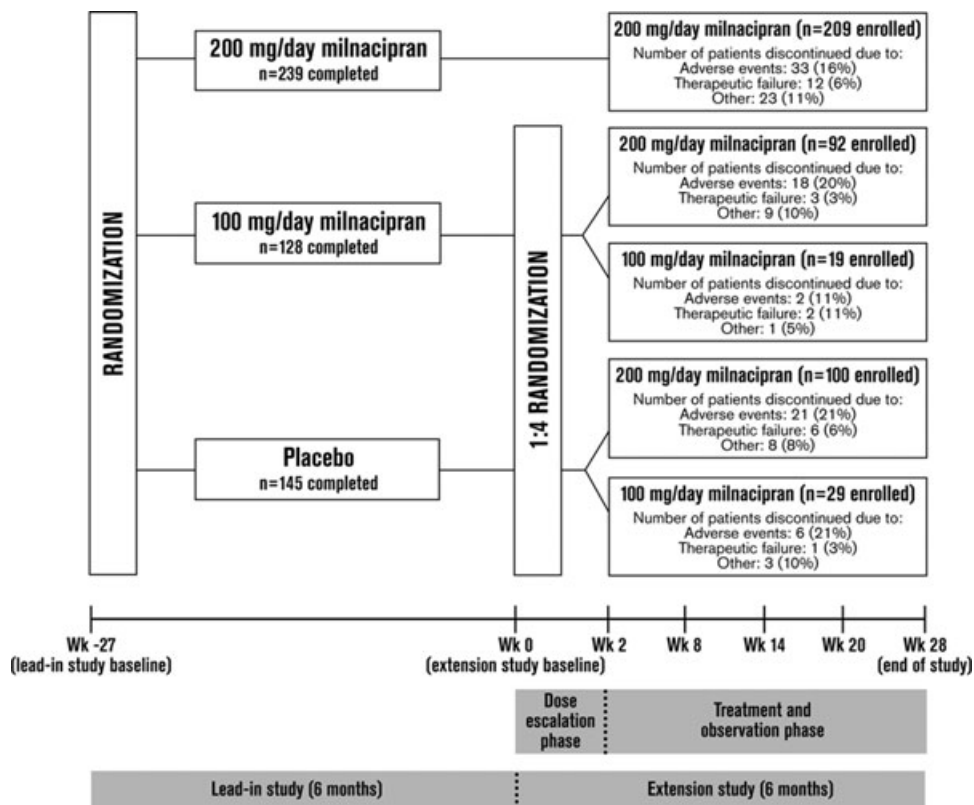 RANDOMIZATION
200 mg/day milnacipran
n=239 completed
100 mg/day milnacipran
n=128 completed
Placebo
n=145 completed
1:4 RANDOMIZATION
200 mg/day milnacipran (n=209 enrolled)
Number of patients discontinued due to:
Adverse events: 33 (16%)
Therapeutic failure: 12 (6%)
Other: 23 (11%)
200 mg/day milnacipran (n=92 enrolled)
Number of patients discontinued due to:
Adverse events: 18 (20%)
Therapeutic failure: 3 (3%)
Other: 9 (10%)
100 mg/day milnacipran (n=19 enrolled)
Number of patients discontinued due to:
Adverse events: 2 (11%)
Therapeutic failure: 2 (11%)
Other: 1 (5%)
200 mg/day milnacipran (n=100 enrolled)
Number of patients discontinued due to:
Adverse events: 21 (21%)
Therapeutic failure: 6 (6%)
Other: 8 (8%)
100 mg/day milnacipran (n=29 enrolled)
Number of patients discontinued due to:
Adverse events: 6 (21%)
Therapeutic failure: 1 (3%)
Other: 3 (10%)
Wk -27
(lead-in study baseline)
Wk 0
(extension study baseline)
Wk 2
Wk 8
Wk 14
Wk 20
Wk 28
(end of study)
Dose
escalation
phase
Treatment and
observation phase
Lead-in study (6 months)
Extension study (6 months)